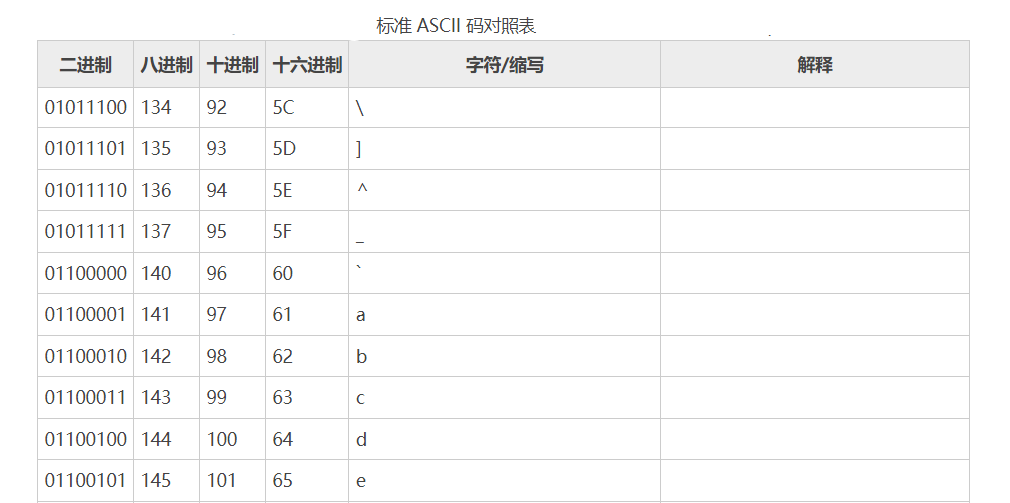 标准 ASCII 码对照表
二进制 八进制 十进制 十六进制 字符/缩写 解释
01011100 134 92 5C \
01011101 135 93 5D ]
01011110 136 94 5E ^
01011111 137 95 5F _
01100000 140 96 60 `
01100001 141 97 61 a
01100010 142 98 62 b
01100011 143 99 63 c
01100100 144 100 64 d
01100101 145 101 65 e